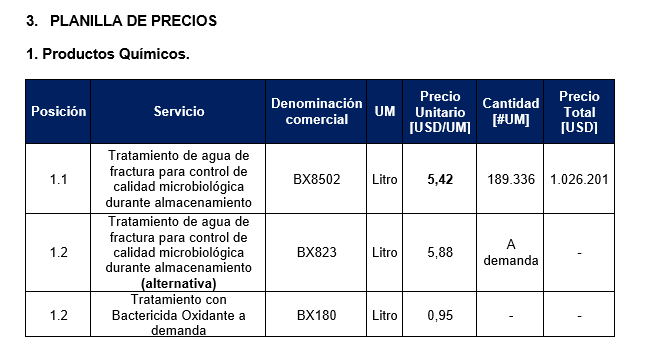 3. PLANILLA DE PRECIOS
1. Productos Químicos.
Posición Servicio Denominación comercial UM Precio Unitario [USD/UM] Cantidad [#UM] Precio Total [USD]
1.1 Tratamiento de agua de fractura para control de calidad microbiológica durante almacenamiento BX8502 Litro 5,42 189.336 1.026.201
1.2 Tratamiento de agua de fractura para control de calidad microbiológica durante almacenamiento (alternativa) BX823 Litro 5,88 A demanda -
1.2 Tratamiento con Bactericida Oxidante a demanda BX180 Litro 0,95 - -